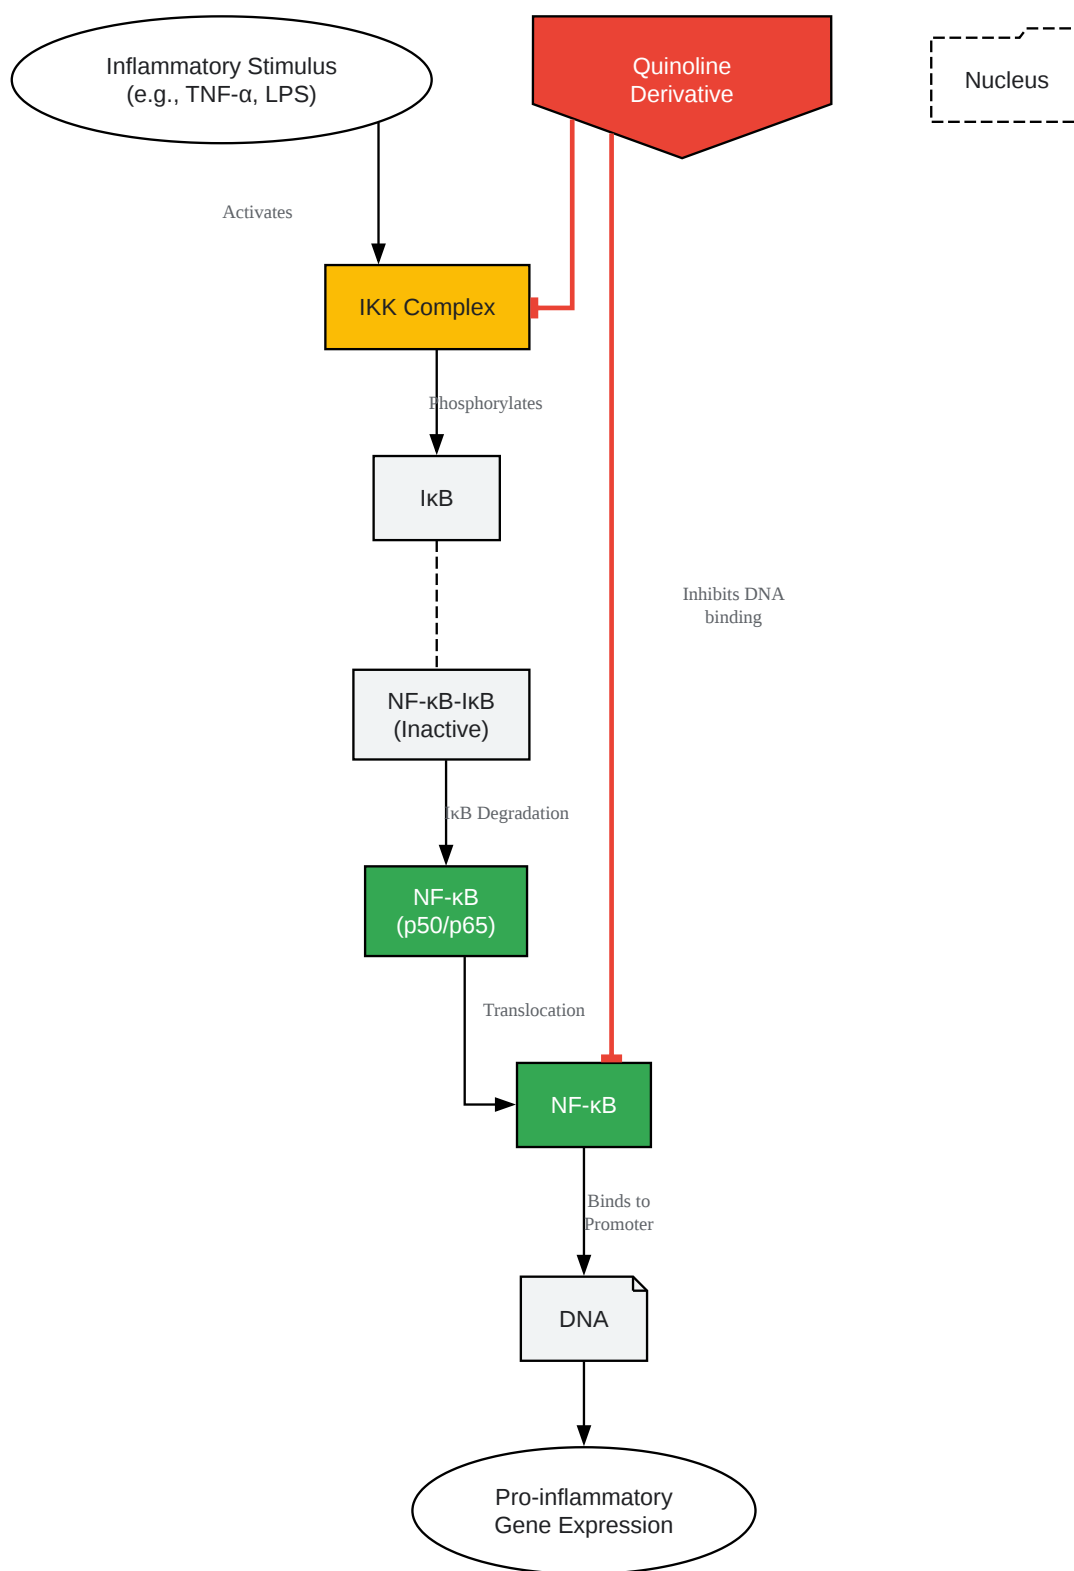 Inflammatory Stimulus
(e.g., TNF-α, LPS)
Quinoline
Derivative
Nucleus
Activates
IKK Complex
Phosphorylates
IκB
Inhibits DNA
binding
NF-κB-IκB
(Inactive)
IκB Degradation
NF-κB
(p50/p65)
Translocation
NF-κB
Binds to
Promoter
DNA
Pro-inflammatory
Gene Expression